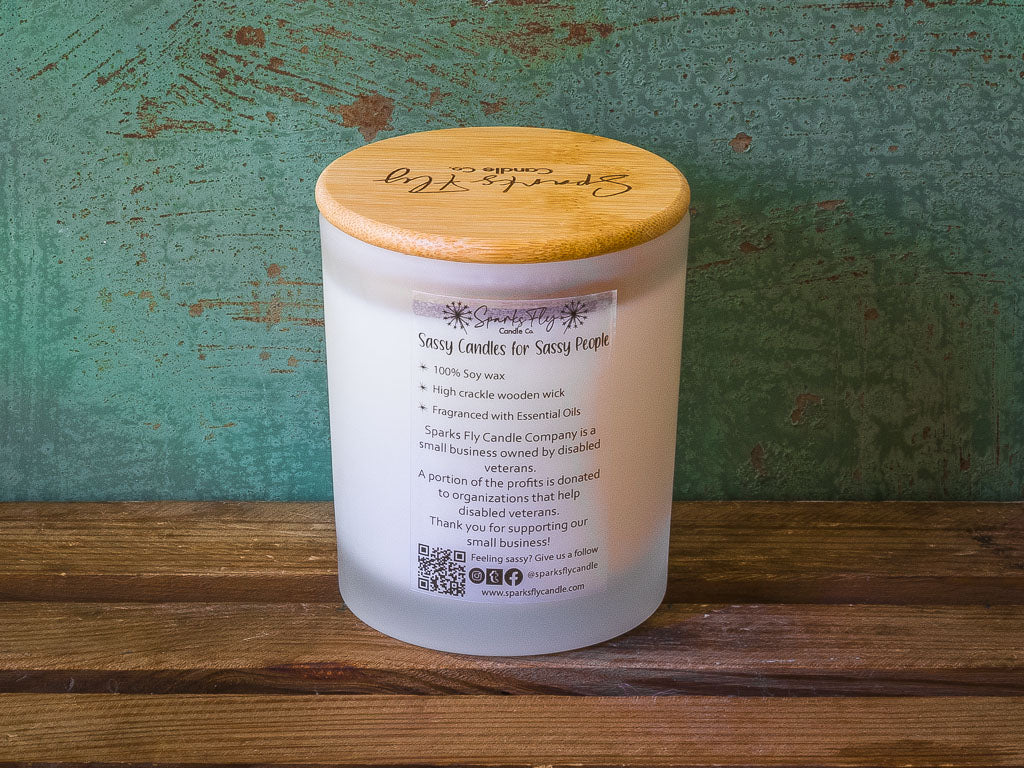 Sparks Fly
Candle Co.
Sparks Fly
Candle Co.
Sassy Candles for Sassy People
100% Soy wax
High crackle wooden wick
Fragranced with Essential Oils
Sparks Fly Candle Company is a
small business owned by disabled
veterans.
A portion of the profits is donated
to organizations that help
disabled veterans.
Thank you for supporting our
small business!
Feeling sassy? Give us a follow
@sparksflycandle
www.sparksflycandle.com